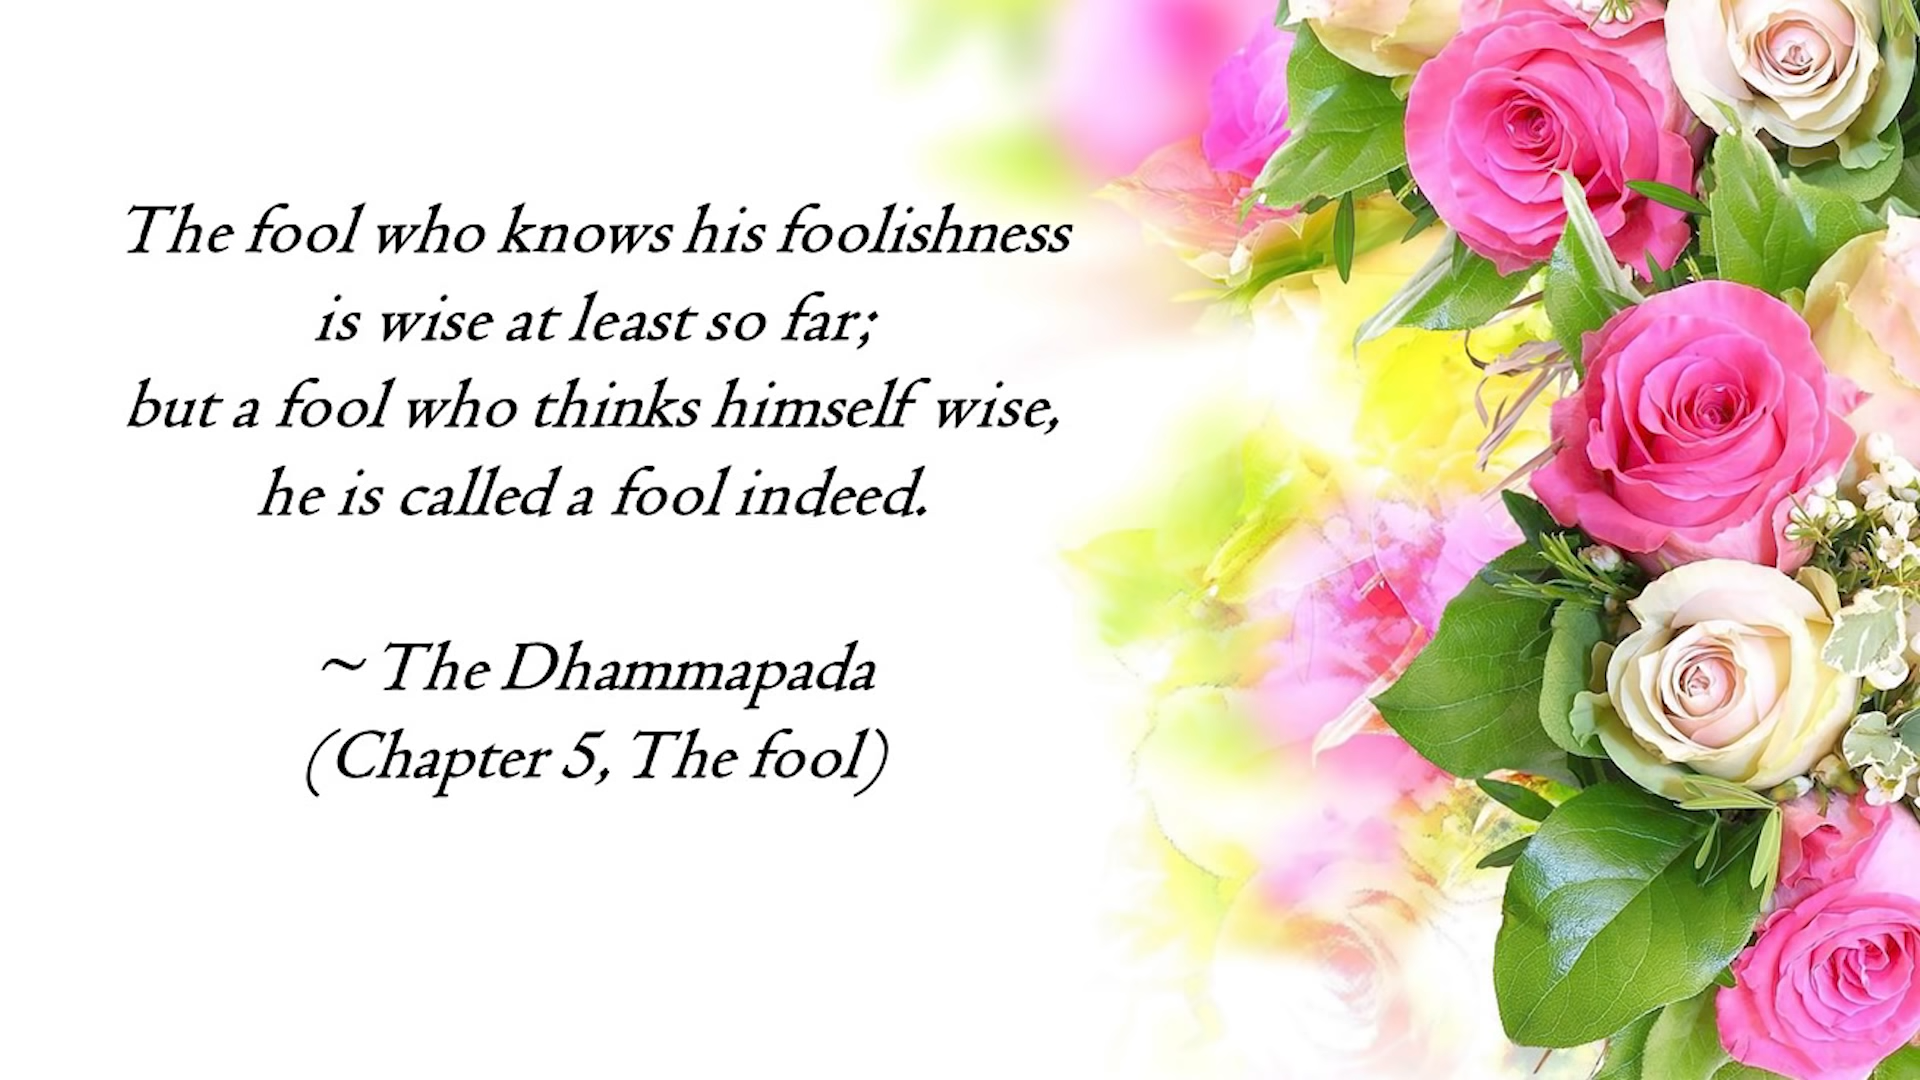 The fool who knows his foolishness
is wise at least so far;
but a fool who thinks himself wise,
he is called a fool indeed.
~ The Dhammapada
(Chapter 5, The fool)